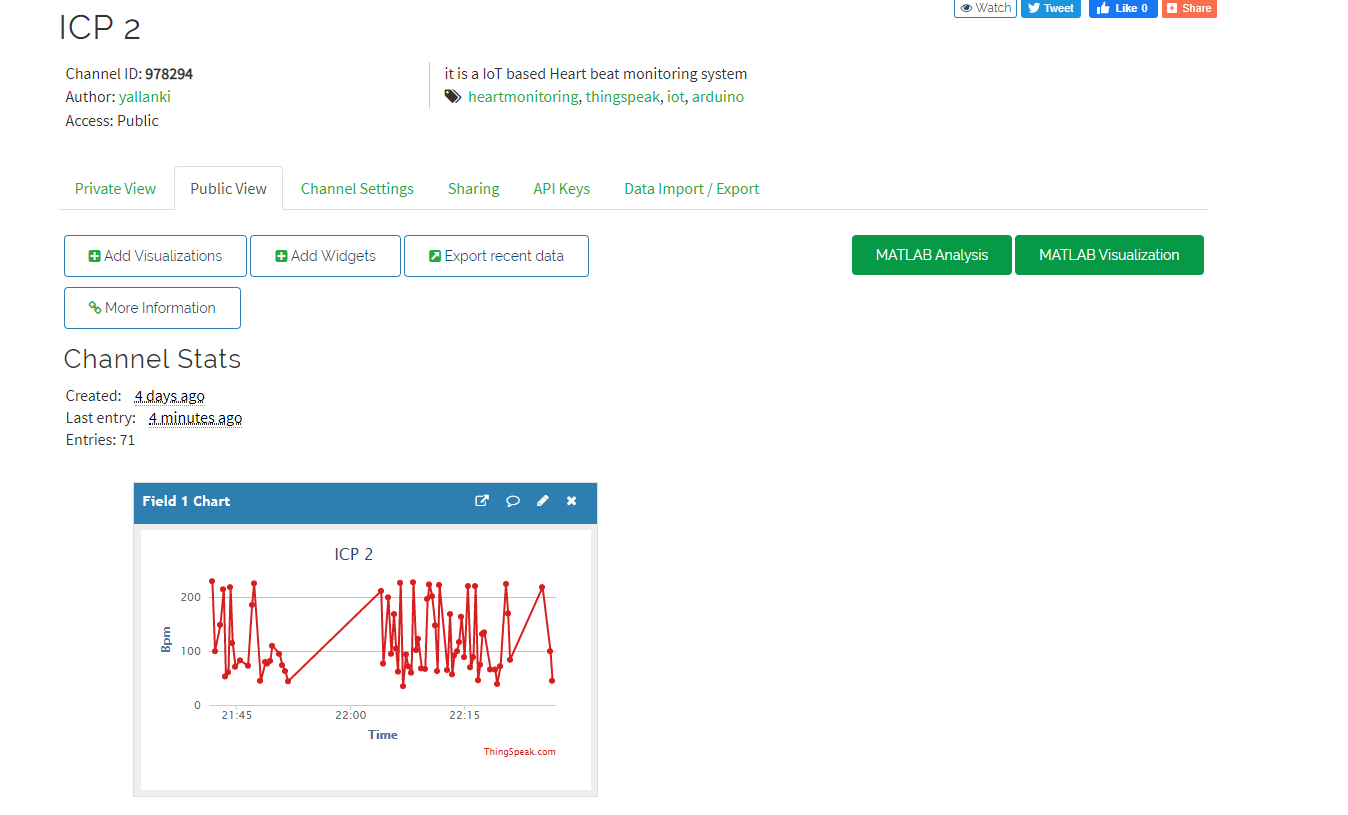 ICP 2
Watch
Tweet
Like 0
Share
Channel ID: 978294
Author: yallanki
Access: Public
it is a IoT based Heart beat monitoring system
heartmonitoring, thingspeak, iot, arduino
Private View
Public View
Channel Settings
Sharing
API Keys
Data Import / Export
Add Visualizations
Add Widgets
Export recent data
MATLAB Analysis
MATLAB Visualization
More Information
Channel Stats
Created: 4 days ago
Last entry: 4 minutes ago
Entries: 71
Field 1 Chart
ICP 2
Bpm
200
100
0
21:45
22:00
22:15
Time
ThingSpeak.com